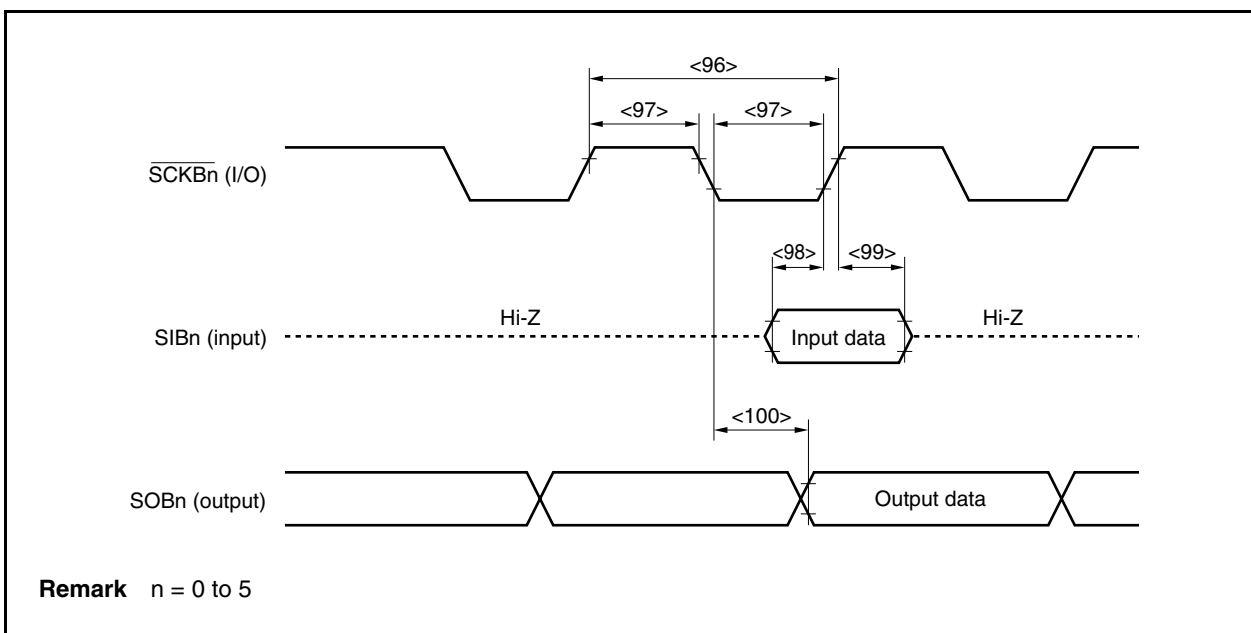 <96>
<97> <97>
SCKBn (I/O)
<98> <99>
Hi-Z Hi-Z
SIBn (input) Input data
<100>
SOBn (output) Output data
Remark n = 0 to 5